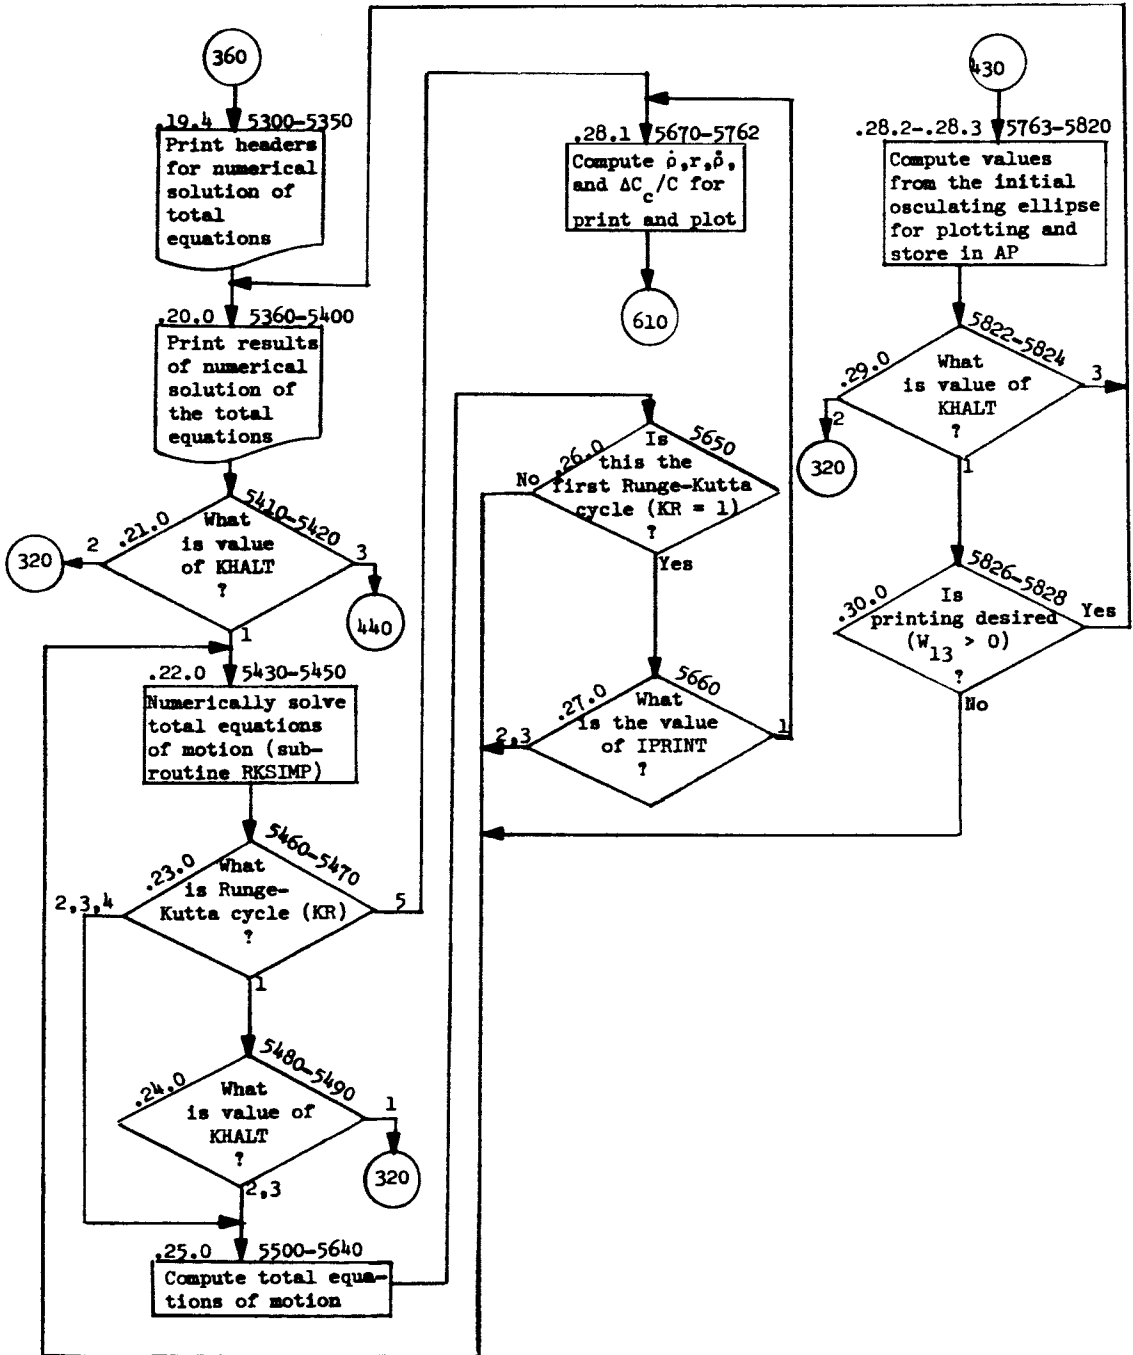 360
.19.4 5300-5350
Print headers
for numerical
solution of
total
equations
.20.0 5360-5400
Print results
of numerical
solution of
the total
equations
.21.0 5410-5420
What
is value
of KHALT
?
2
320
3
440
1
.22.0 5430-5450
Numerically solve
total equations
of motion (sub-
routine RKSIMP)
.23.0 5460-5470
What
is Runge-
Kutta cycle (KR)
?
2,3,4
5
1
.24.0 5480-5490
What
is value of
KHALT
?
1
320
2,3
.25.0 5500-5640
Compute total equa-
tions of motion
.28.1 5670-5762
Compute ρ̇,r,ρ̊,
and ΔC_c/C for
print and plot
610
.26.0 5650
Is
this the
first Runge-Kutta
cycle (KR = 1)
?
No
Yes
.27.0 5660
What
is the value
of IPRINT
?
2,3
1
430
.28.2-.28.3 5763-5820
Compute values
from the initial
osculating ellipse
for plotting and
store in AP
.29.0 5822-5824
What
is value of
KHALT
?
2
320
3
1
.30.0 5826-5828
Is
printing desired
(W13 > 0)
?
Yes
No